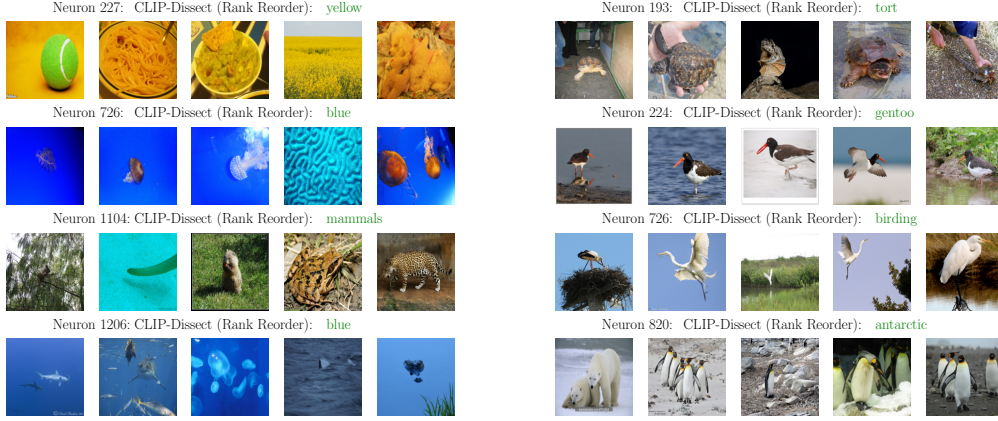 Neuron 227: CLIP-Dissect (Rank Reorder): yellow
Neuron 726: CLIP-Dissect (Rank Reorder): blue
Neuron 1104: CLIP-Dissect (Rank Reorder): mammals
Neuron 1206: CLIP-Dissect (Rank Reorder): blue
Neuron 193: CLIP-Dissect (Rank Reorder): tort
Neuron 224: CLIP-Dissect (Rank Reorder): gentoo
Neuron 726: CLIP-Dissect (Rank Reorder): birding
Neuron 820: CLIP-Dissect (Rank Reorder): antarctic